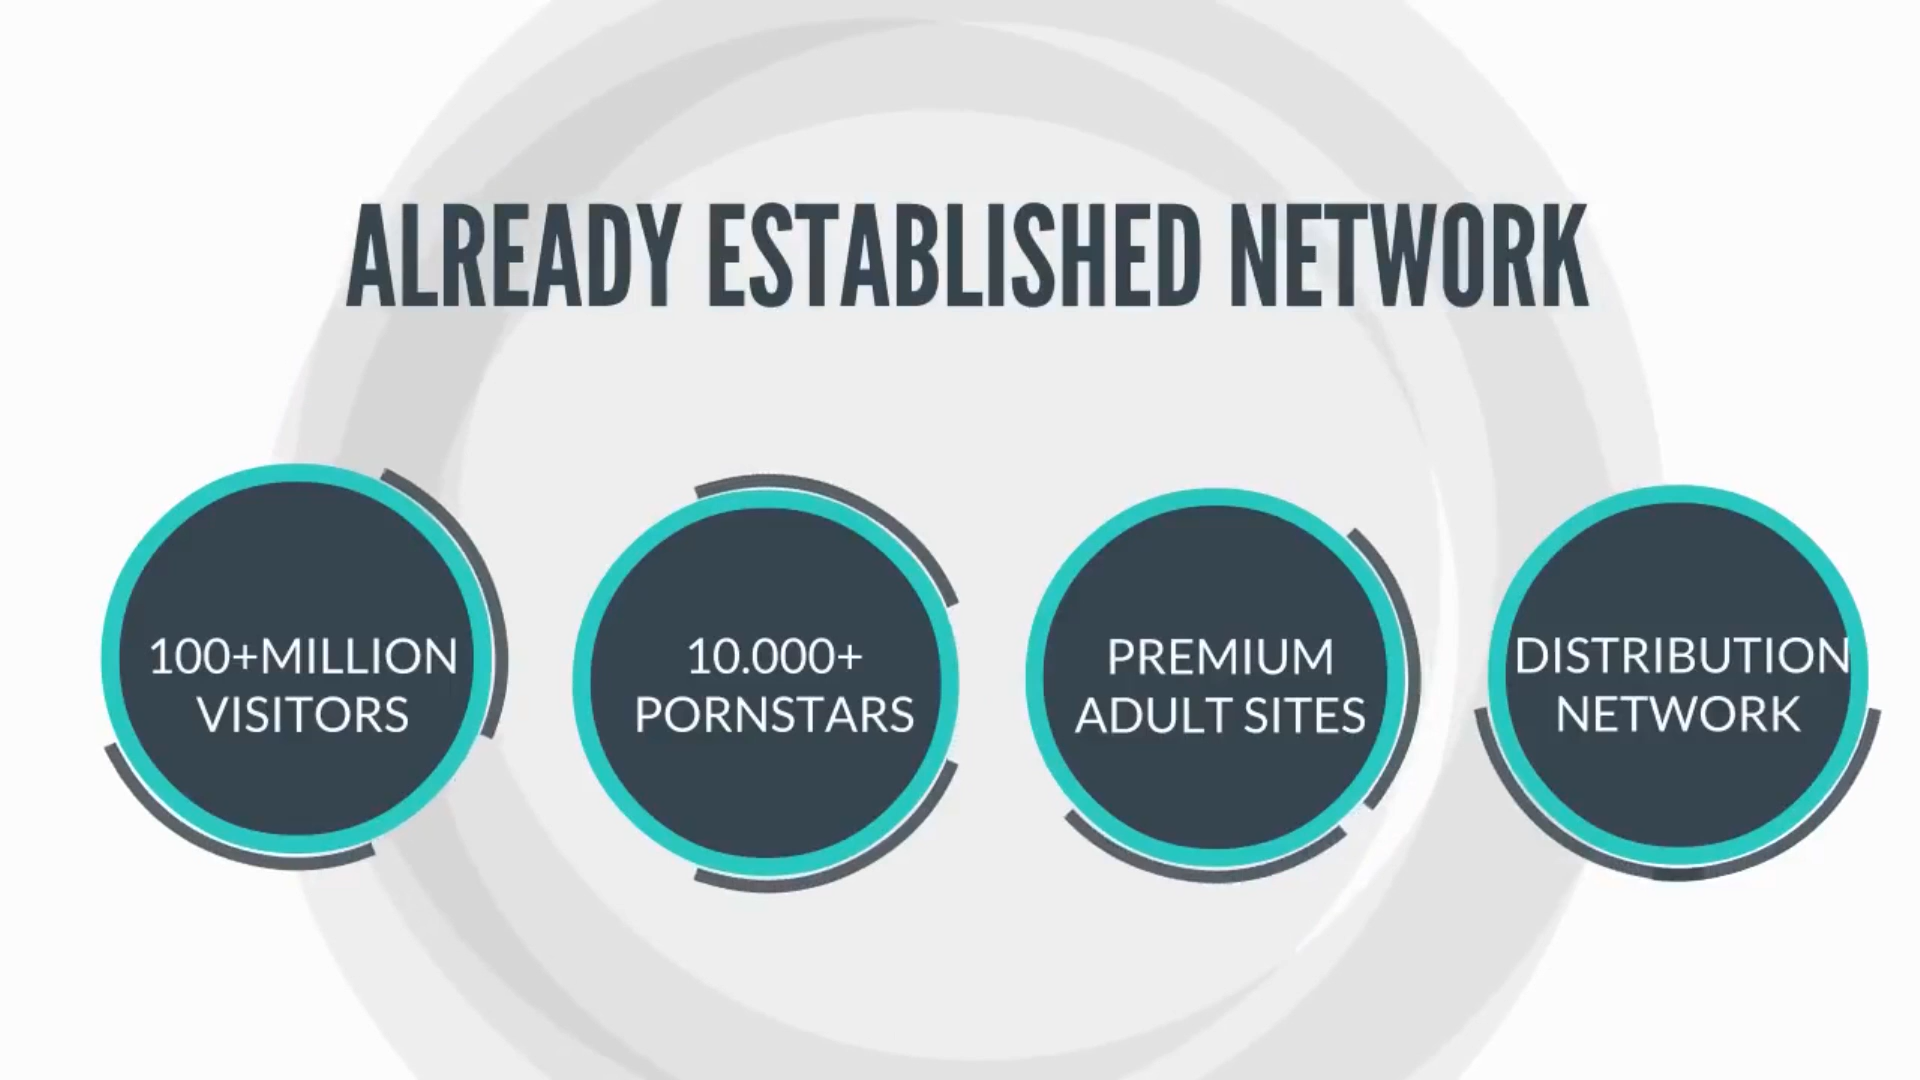 ALREADY ESTABLISHED NETWORK
100+MILLION
VISITORS
10.000+
PORNSTARS
PREMIUM
ADULT SITES
DISTRIBUTION
NETWORK